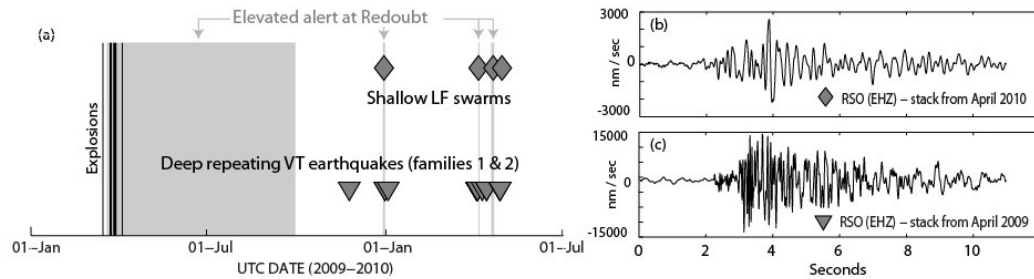 Elevated alert at Redoubt
(a)
Explosions
Shallow LF swarms
Deep repeating VT earthquakes (families 1 & 2)
01–Jan 01–Jul 01–Jan 01–Jul
UTC DATE (2009–2010)
3000
(b)
0
nm / sec
RSO (EHZ) – stack from April 2010
-3000
15000
(c)
0
nm / sec
RSO (EHZ) – stack from April 2009
-15000
0 2 4 6 8 10
Seconds